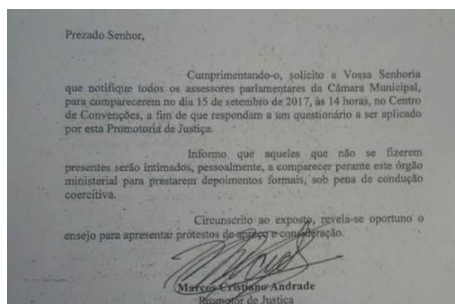 Prezado Senhor,
Cumprimentando-o, solicito a Vossa Senhoria
que notifique todos os assessores parlamentares da Câmara Municipal,
para comparecerem no dia 15 de setembro de 2017, às 14 horas, no Centro
de Convenções, a fim de que respondam a um questionário a ser aplicado
por esta Promotoria de Justiça.
Informo que aqueles que não se fizerem
presentes serão intimados, pessoalmente, a comparecer perante este órgão
ministerial para prestarem depoimentos formais, sob pena de condução
coercitiva.
Circunscrito ao exposto, revela-se oportuno o
ensejo para apresentar protestos de apreço e consideração.
Marcos Cristiano Andrade
Promotor de Justiça